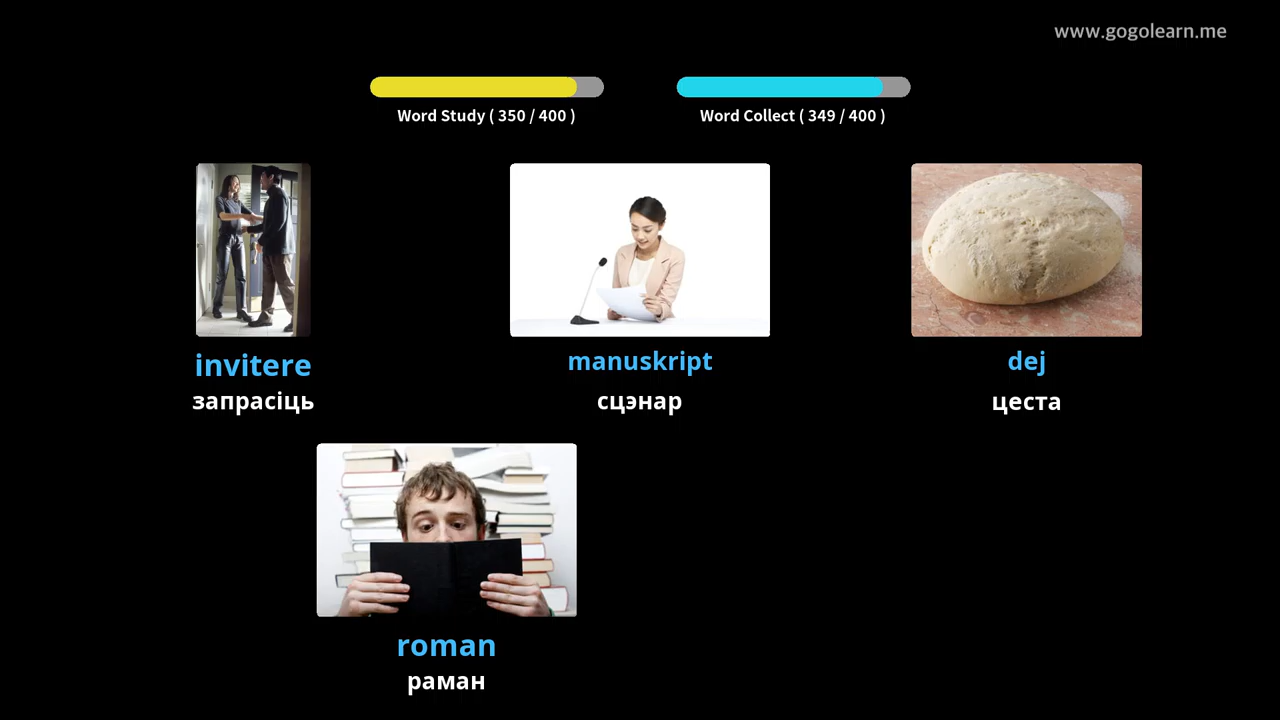 www.gogolearn.me
Word Study ( 350 / 400 )
Word Collect ( 349 / 400 )
invitere
manuskript
dej
запрасіць
сцэнар
цеста
roman
раман